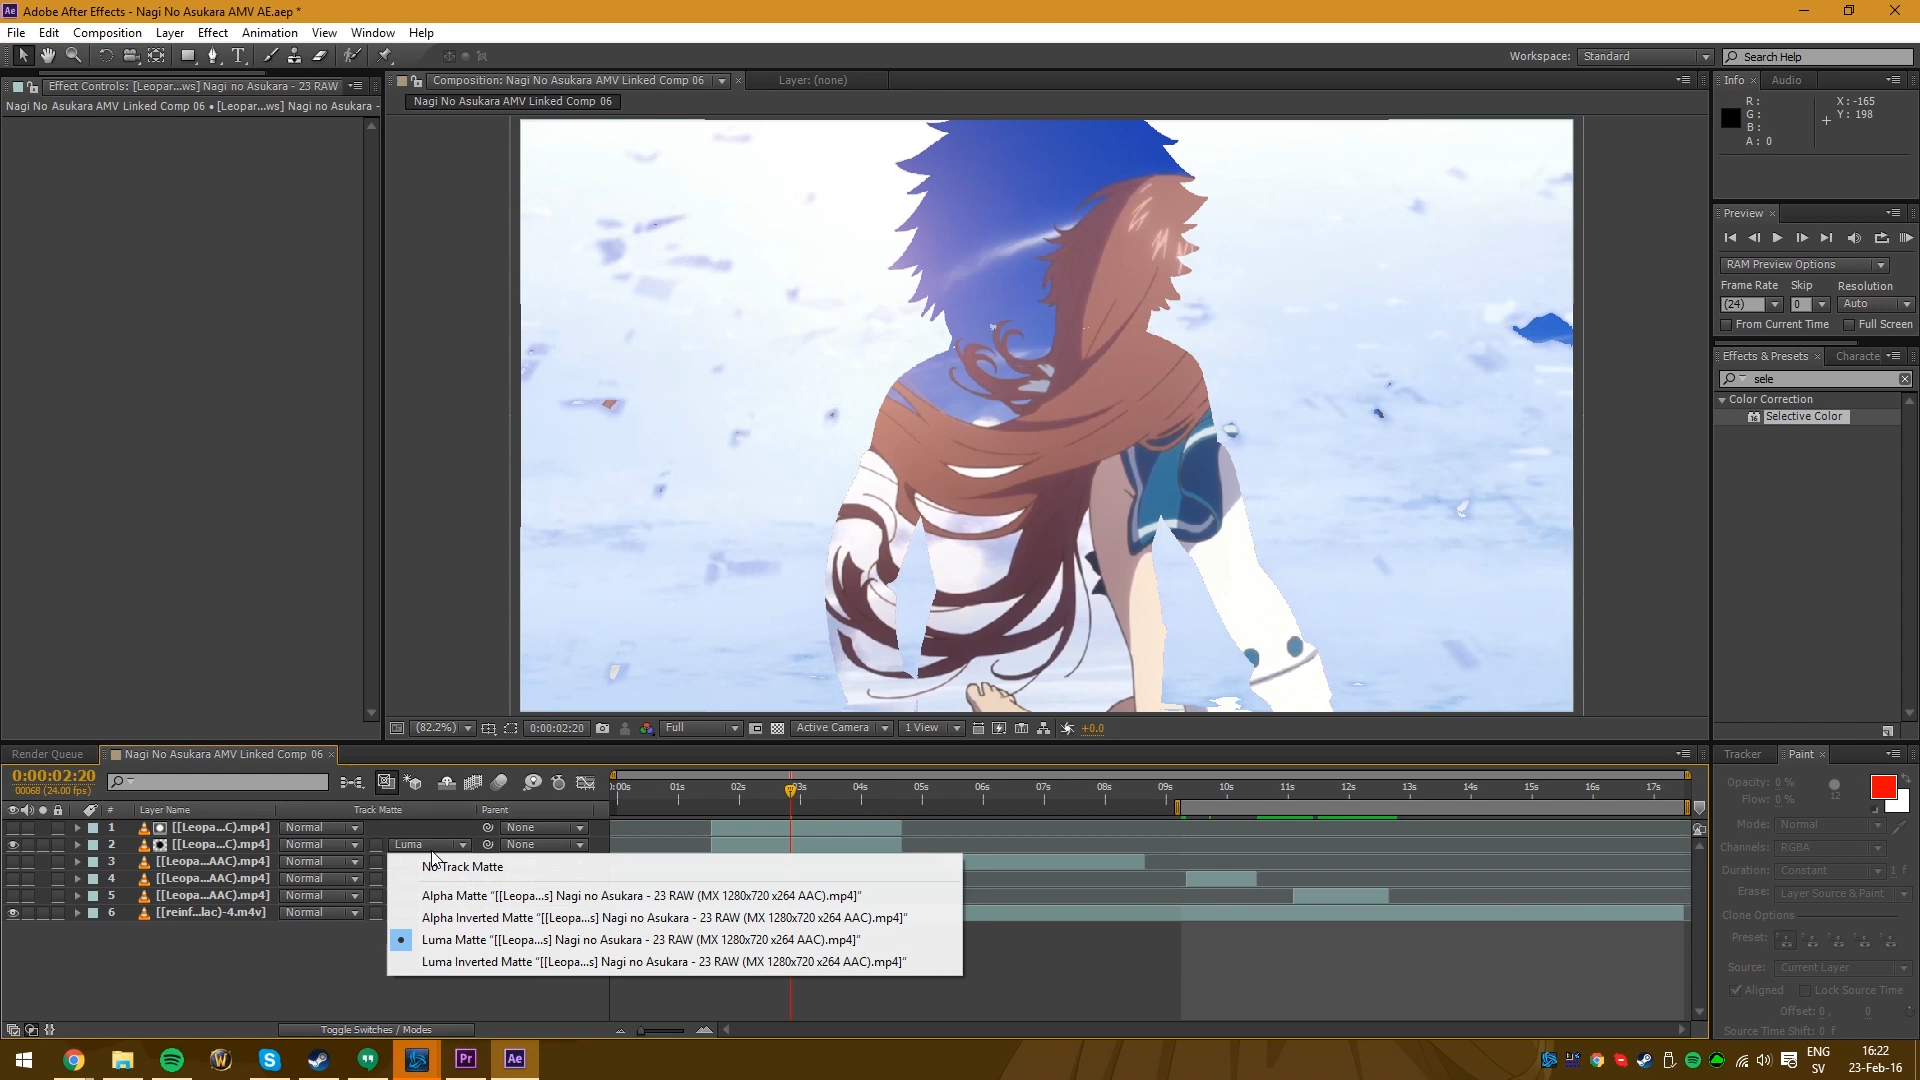 Ae Adobe After Effects - Nagi No Asukara AMV AE.aep *
File Edit Composition Layer Effect Animation View Window Help
Workspace: Standard Search Help
Effect Controls: [Leopar...ws] Nagi no Asukara - 23 RAW
Composition: Nagi No Asukara AMV Linked Comp 06
Layer: (none)
Info Audio
Nagi No Asukara AMV Linked Comp 06 • [Leopar...ws] Nagi no Asukara -
Nagi No Asukara AMV Linked Comp 06
R:
G:
B:
A: 0
X: -165
Y: 198
Preview
RAM Preview Options
Frame Rate Skip Resolution
(24) 0 Auto
From Current Time Full Screen
Effects & Presets Characte
sele
Color Correction
Selective Color
(82.2%) 0:00:02:20 Full Active Camera 1 View +0.0
Render Queue Nagi No Asukara AMV Linked Comp 06
0:00:02:20
00068 (24.00 fps)
0:00s 01s 02s 03s 04s 05s 06s 07s 08s 09s 10s 11s 12s 13s 14s 15s 16s 17s
# Layer Name Track Matte Parent
1 [[Leopa...C).mp4] Normal None
2 [[Leopa...C).mp4] Normal Luma None
3 [[Leopa...AAC).mp4] Normal
4 [[Leopa...AAC).mp4] Normal
5 [[Leopa...AAC).mp4] Normal
6 [[reinf...lac)-4.m4v] Normal
No Track Matte
Alpha Matte "[[Leopa...s] Nagi no Asukara - 23 RAW (MX 1280x720 x264 AAC).mp4]"
Alpha Inverted Matte "[[Leopa...s] Nagi no Asukara - 23 RAW (MX 1280x720 x264 AAC).mp4]"
Luma Matte "[[Leopa...s] Nagi no Asukara - 23 RAW (MX 1280x720 x264 AAC).mp4]"
Luma Inverted Matte "[[Leopa...s] Nagi no Asukara - 23 RAW (MX 1280x720 x264 AAC).mp4]"
Toggle Switches / Modes
Tracker Paint
Opacity: 0 %
Flow: 0 %
12
Mode: Normal
Channels: RGBA
Duration: Constant 1 f
Erase: Layer Source & Paint
Clone Options
Preset:
Source: Current Layer
Aligned Lock Source Time
Offset: 0, 0
Source Time Shift: 0 f
Pr Ae
ENG
SV
16:22
23-Feb-16